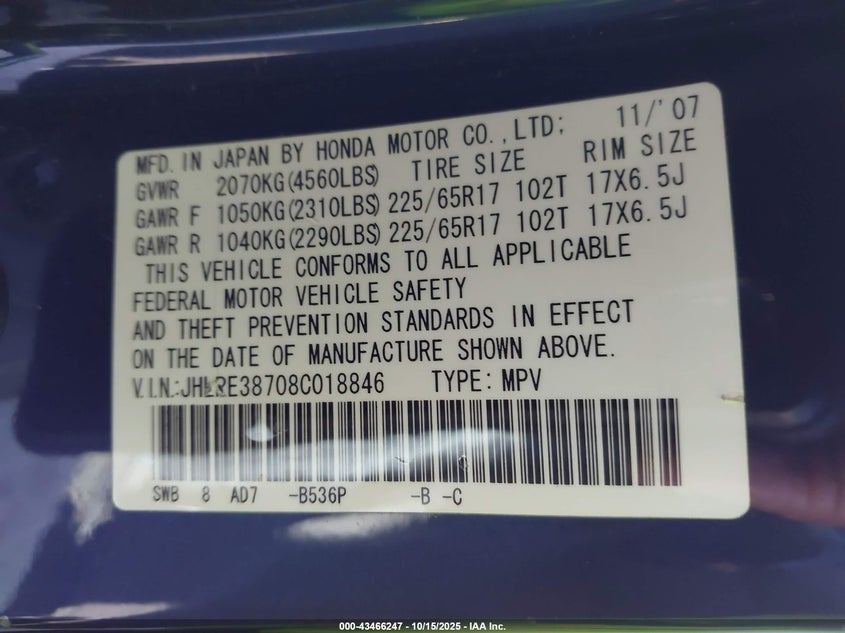 MFD. IN JAPAN BY HONDA MOTOR CO., LTD; 11/'07
GVWR 2070KG(4560LBS) TIRE SIZE RIM SIZE
GAWR F 1050KG(2310LBS) 225/65R17 102T 17X6.5J
GAWR R 1040KG(2290LBS) 225/65R17 102T 17X6.5J
THIS VEHICLE CONFORMS TO ALL APPLICABLE
FEDERAL MOTOR VEHICLE SAFETY
AND THEFT PREVENTION STANDARDS IN EFFECT
ON THE DATE OF MANUFACTURE SHOWN ABOVE.
V.I.N.:JHLRE38708C018846 TYPE: MPV
SWB 8 AD7 -B536P -B -C
000-43466247 - 10/15/2025 - IAA Inc.